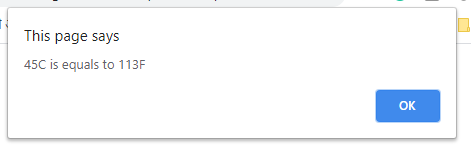 This page says
45C is equals to 113F
OK